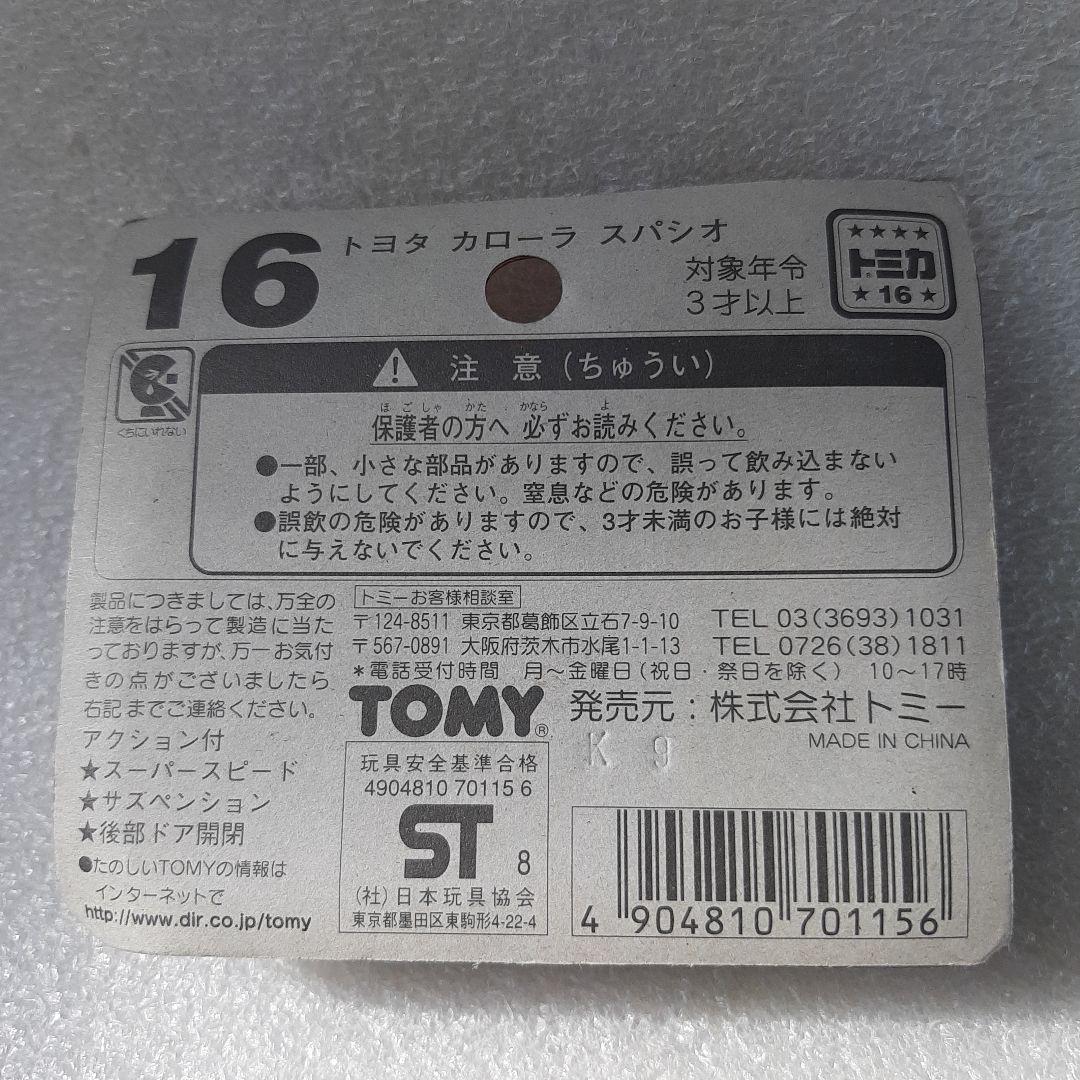 16
トヨタ カローラ スパシオ
対象年令
3才以上
★★★★
トミカ
★16★
くちにいれない
注 意(ちゅうい)
ほごしゃ かた かなら よ
保護者の方へ 必ずお読みください。
●一部、小さな部品がありますので、誤って飲み込まない
ようにしてください。窒息などの危険があります。
●誤飲の危険がありますので、3才未満のお子様には絶対
に与えないでください。
製品につきましては、万全の
注意をはらって製造に当た
っておりますが、万一お気付
きの点がございましたら
右記までご連絡ください。
アクション付
★スーパースピード
★サスペンション
★後部ドア開閉
●たのしいTOMYの情報は
インターネットで
http://www.dir.co.jp/tomy
トミーお客様相談室
〒124-8511 東京都葛飾区立石7-9-10 TEL 03(3693)1031
〒567-0891 大阪府茨木市水尾1-1-13 TEL 0726(38)1811
*電話受付時間 月〜金曜日(祝日・祭日を除く) 10〜17時
TOMY® 発売元:株式会社トミー
MADE IN CHINA
K 9
玩具安全基準合格
4904810 70115 6
ST 8
(社)日本玩具協会
東京都墨田区東駒形4-22-4
4 904810 701156